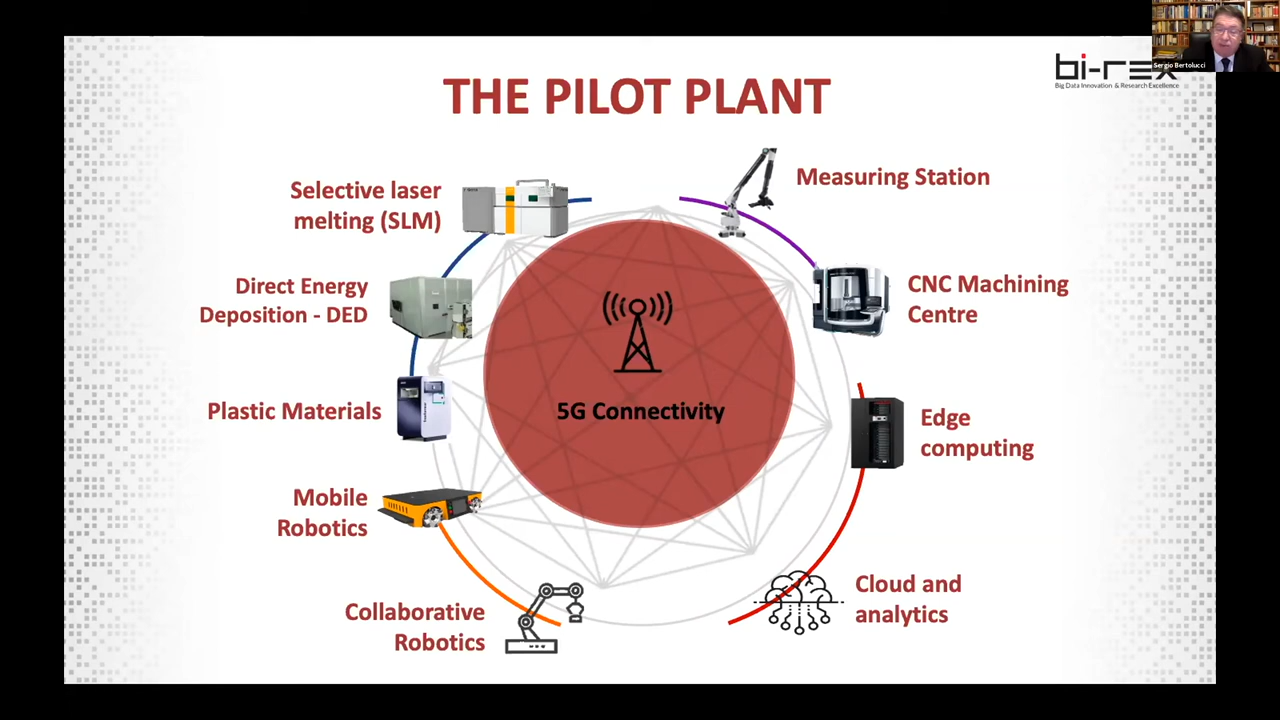 THE PILOT PLANT
bi-rex
Big Data Innovation & Research Excellence
Sergio Bertolucci
Selective laser
melting (SLM)
Measuring Station
Direct Energy
Deposition - DED
CNC Machining
Centre
Plastic Materials
5G Connectivity
Edge
computing
Mobile
Robotics
Cloud and
analytics
Collaborative
Robotics